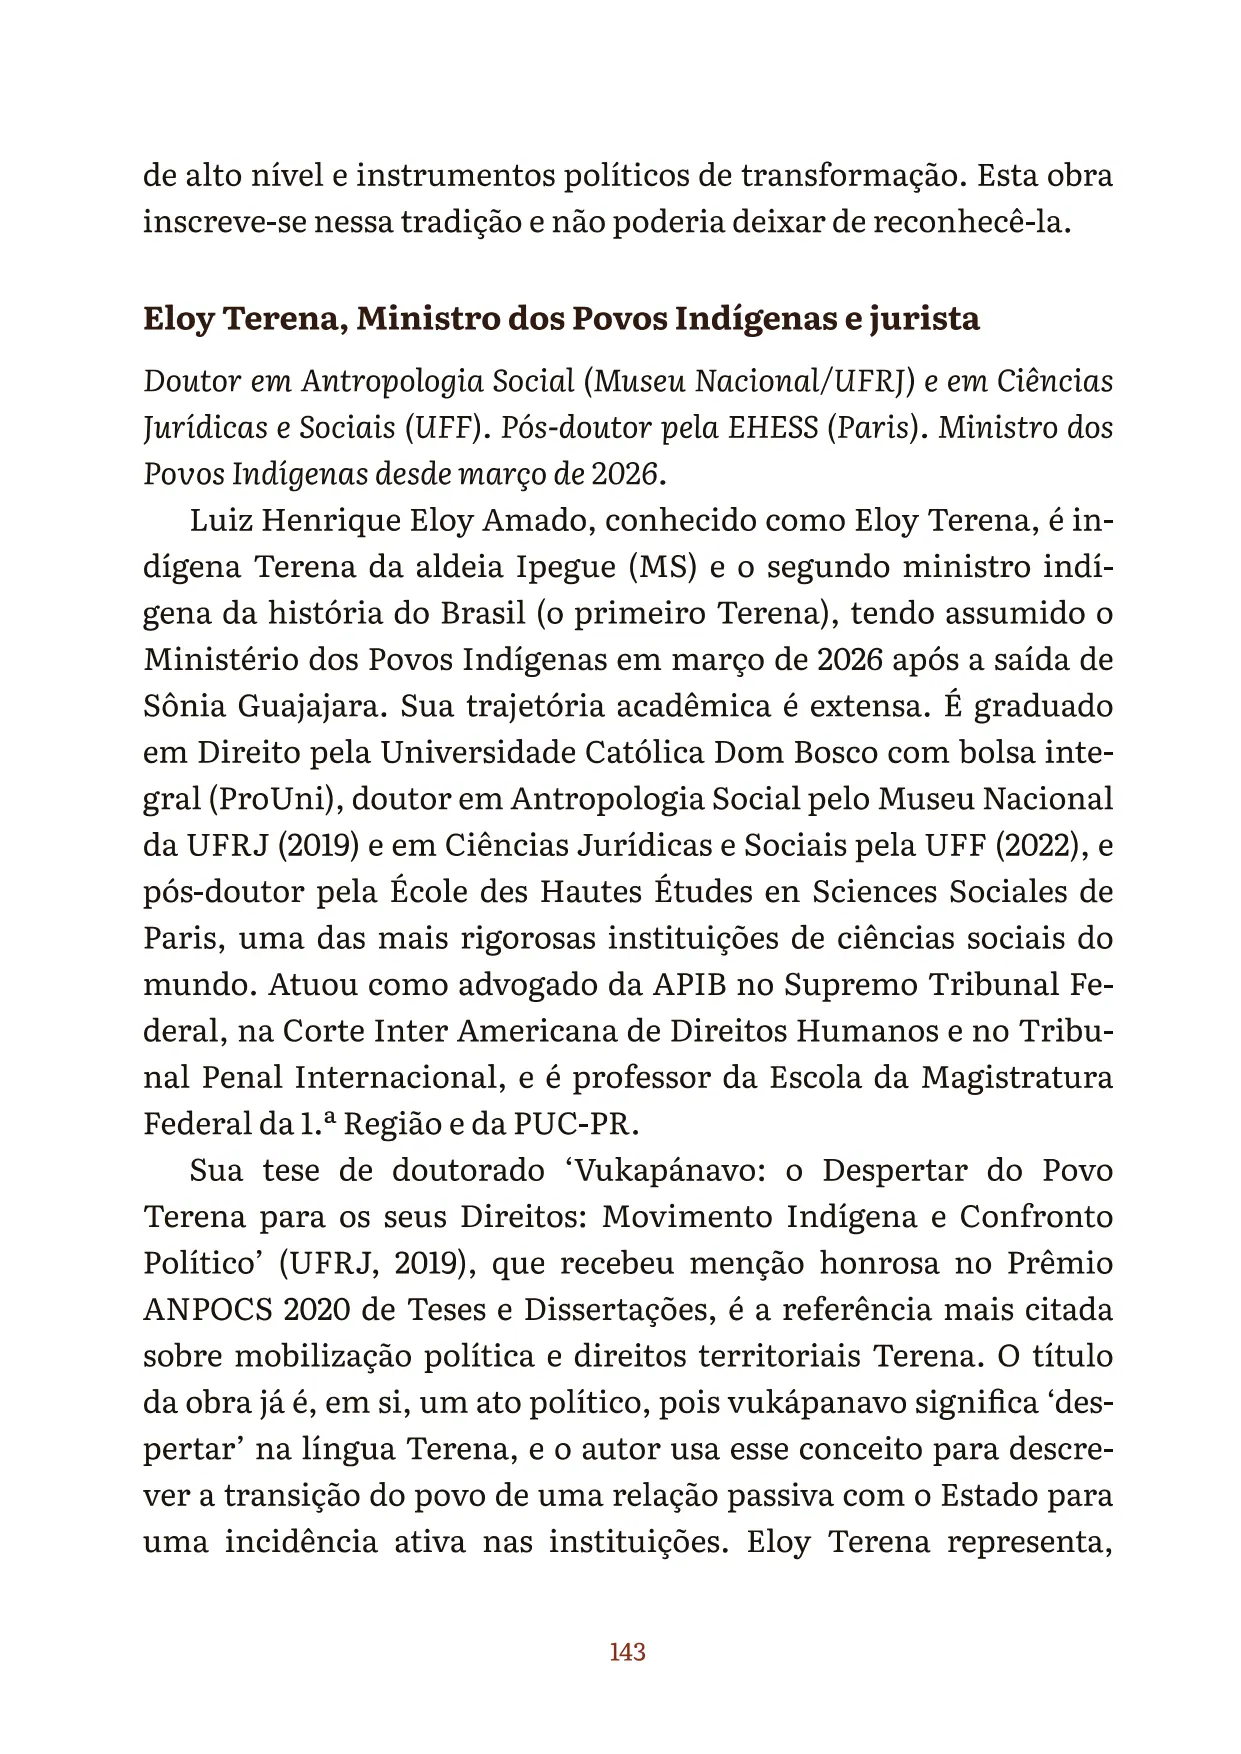 de alto nível e instrumentos políticos de transformação. Esta obra
inscreve-se nessa tradição e não poderia deixar de reconhecê-la.
Eloy Terena, Ministro dos Povos Indígenas e jurista
Doutor em Antropologia Social (Museu Nacional/UFRJ) e em Ciências
Jurídicas e Sociais (UFF). Pós-doutor pela EHESS (Paris). Ministro dos
Povos Indígenas desde março de 2026.
Luiz Henrique Eloy Amado, conhecido como Eloy Terena, é in-
dígena Terena da aldeia Ipegue (MS) e o segundo ministro indí-
gena da história do Brasil (o primeiro Terena), tendo assumido o
Ministério dos Povos Indígenas em março de 2026 após a saída de
Sônia Guajajara. Sua trajetória acadêmica é extensa. É graduado
em Direito pela Universidade Católica Dom Bosco com bolsa inte-
gral (ProUni), doutor em Antropologia Social pelo Museu Nacional
da UFRJ (2019) e em Ciências Jurídicas e Sociais pela UFF (2022), e
pós-doutor pela École des Hautes Études en Sciences Sociales de
Paris, uma das mais rigorosas instituições de ciências sociais do
mundo. Atuou como advogado da APIB no Supremo Tribunal Fe-
deral, na Corte Inter Americana de Direitos Humanos e no Tribu-
nal Penal Internacional, e é professor da Escola da Magistratura
Federal da 1.ª Região e da PUC-PR.
Sua tese de doutorado ‘Vukapánavo: o Despertar do Povo
Terena para os seus Direitos: Movimento Indígena e Confronto
Político’ (UFRJ, 2019), que recebeu menção honrosa no Prêmio
ANPOCS 2020 de Teses e Dissertações, é a referência mais citada
sobre mobilização política e direitos territoriais Terena. O título
da obra já é, em si, um ato político, pois vukápanavo significa ‘des-
pertar’ na língua Terena, e o autor usa esse conceito para descre-
ver a transição do povo de uma relação passiva com o Estado para
uma incidência ativa nas instituições. Eloy Terena representa,
143